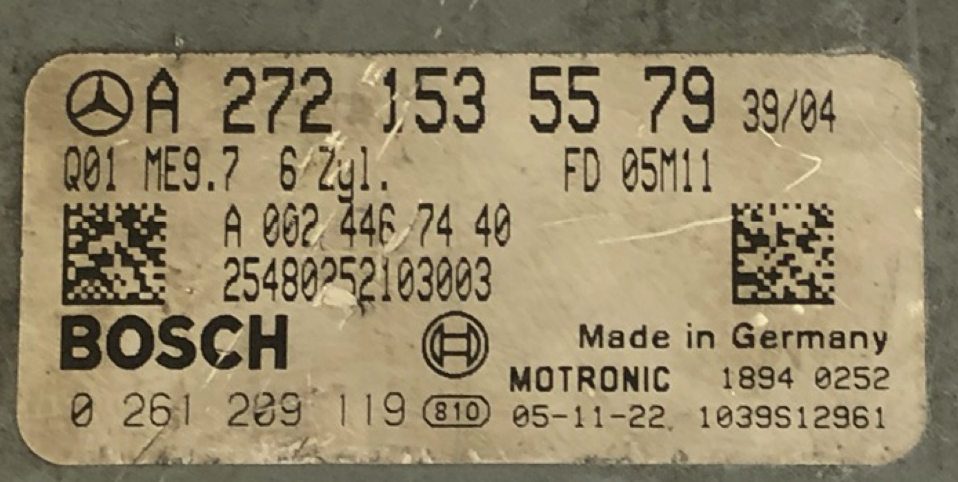 A 272 153 55 79 39/04
Q01 ME9.7 6 Zyl. FD 05M11
A 002 446 74 40
25480252103003
BOSCH Made in Germany
MOTRONIC 1894 0252
0 261 209 119 810 05-11-22 1039S12961